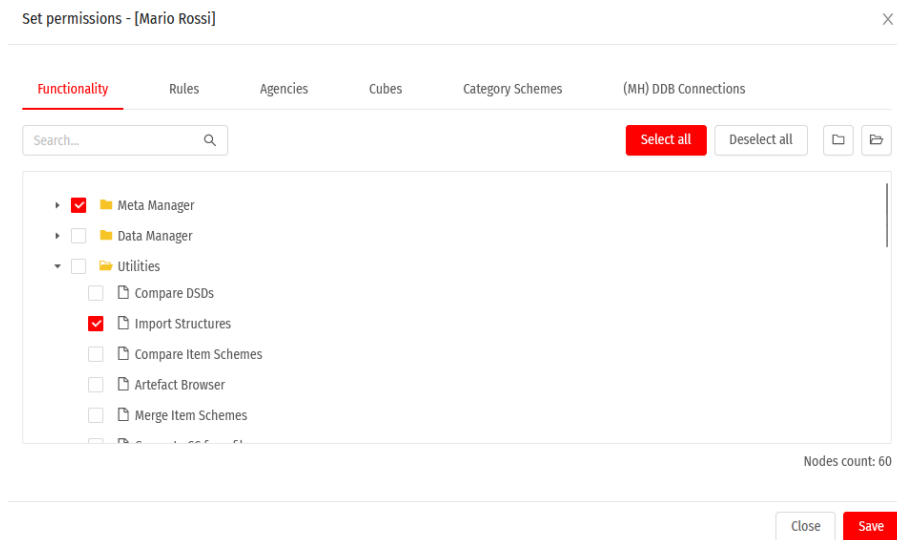 Set permissions - [Mario Rossi]
Functionality Rules Agencies Cubes Category Schemes (MH) DDB Connections
Search... Select all Deselect all
Meta Manager
Data Manager
Utilities
Compare DSDs
Import Structures
Compare Item Schemes
Artefact Browser
Merge Item Schemes
Nodes count: 60
Close Save